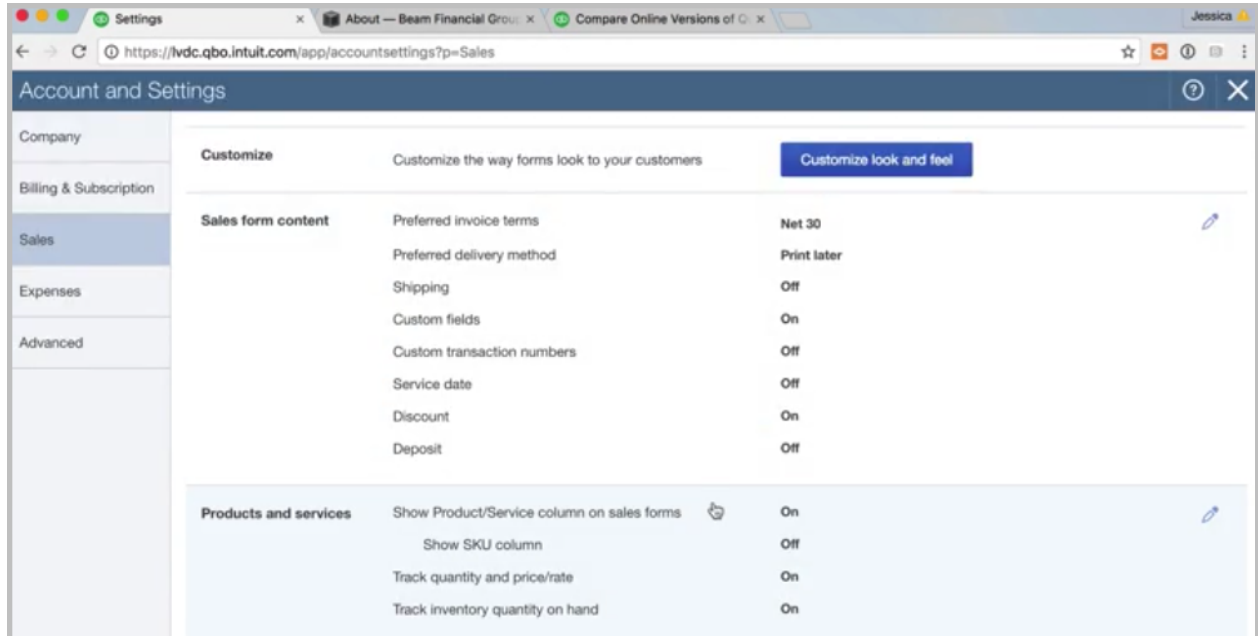 Settings
About — Beam Financial Group
Compare Online Versions of Q
Jessica
https://lvdc.qbo.intuit.com/app/accountsettings?p=Sales
Account and Settings
Company
Billing & Subscription
Sales
Expenses
Advanced
Customize
Customize the way forms look to your customers
Customize look and feel
Sales form content
Preferred invoice terms Net 30
Preferred delivery method Print later
Shipping Off
Custom fields On
Custom transaction numbers Off
Service date Off
Discount On
Deposit Off
Products and services
Show Product/Service column on sales forms On
Show SKU column Off
Track quantity and price/rate On
Track inventory quantity on hand On